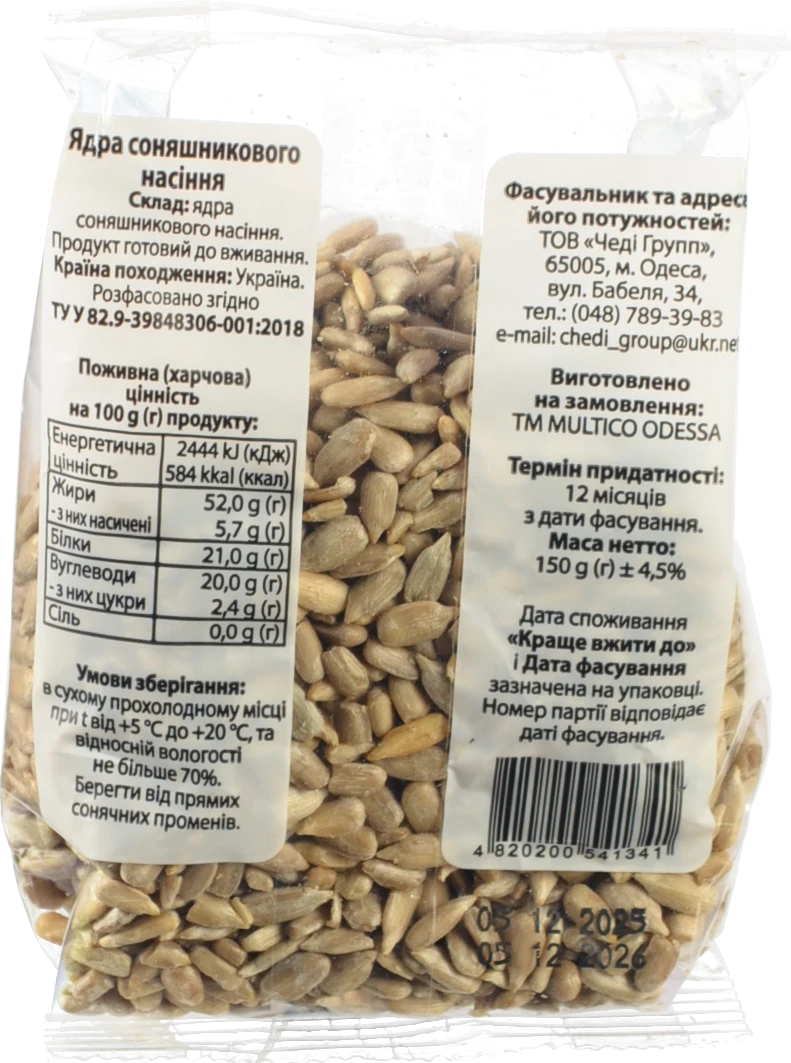 Ядра соняшникового
насіння
Склад: ядра
соняшникового насіння.
Продукт готовий до вживання.
Країна походження: Україна.
Розфасовано згідно
ТУ У 82.9-39848306-001:2018
Поживна (харчова)
цінність
на 100 g (г) продукту:
Енергетична 2444 kJ (кДж)
цінність 584 kkal (ккал)
Жири 52,0 g (г)
- з них насичені 5,7 g (г)
Білки 21,0 g (г)
Вуглеводи 20,0 g (г)
- з них цукри 2,4 g (г)
Сіль 0,0 g (г)
Умови зберігання:
в сухому прохолодному місці
при t від +5 °С до +20 °С, та
відносній вологості
не більше 70%.
Берегти від прямих
сонячних променів.
Фасувальник та адреса
його потужностей:
ТОВ «Чеді Групп»,
65005, м. Одеса,
вул. Бабеля, 34,
тел.: (048) 789-39-83
e-mail: chedi_group@ukr.net
Виготовлено
на замовлення:
ТМ MULTICO ODESSA
Термін придатності:
12 місяців
з дати фасування.
Маса нетто:
150 g (г) ± 4,5%
Дата споживання
«Краще вжити до»
і Дата фасування
зазначена на упаковці.
Номер партії відповідає
даті фасування.
4 820200 541341
05 12 2025
05 12 2026